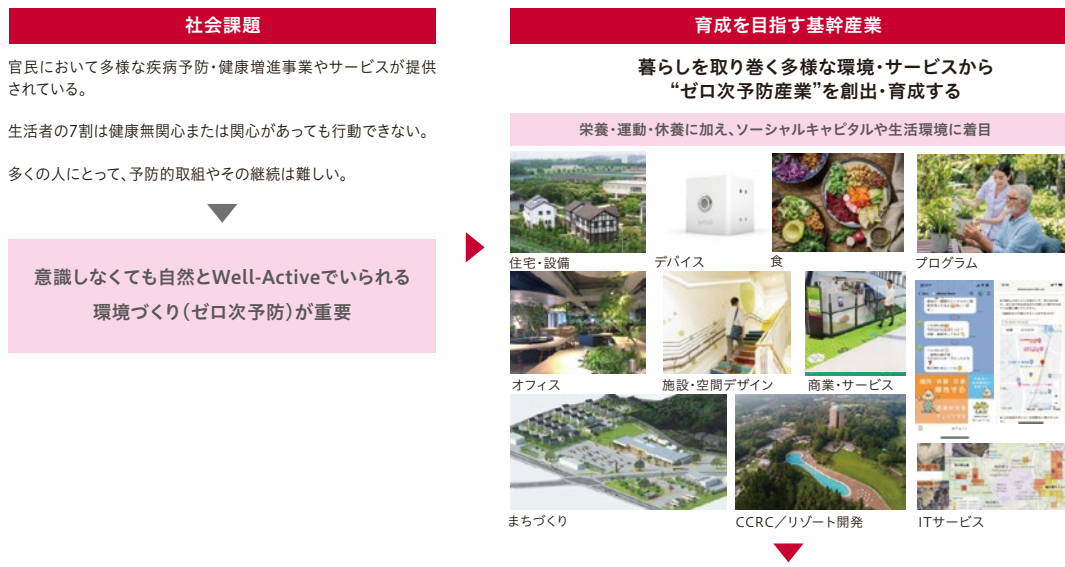 社会課題
官民において多様な疾病予防・健康増進事業やサービスが提供
されている。
生活者の7割は健康無関心または関心があっても行動できない。
多くの人にとって、予防的取組やその継続は難しい。
意識しなくても自然とWell-Activeでいられる
環境づくり（ゼロ次予防）が重要
育成を目指す基幹産業
暮らしを取り巻く多様な環境・サービスから
“ゼロ次予防産業”を創出・育成する
栄養・運動・休養に加え、ソーシャルキャピタルや生活環境に着目
住宅・設備
デバイス
食
プログラム
オフィス
施設・空間デザイン
商業・サービス
まちづくり
CCRC／リゾート開発
ITサービス